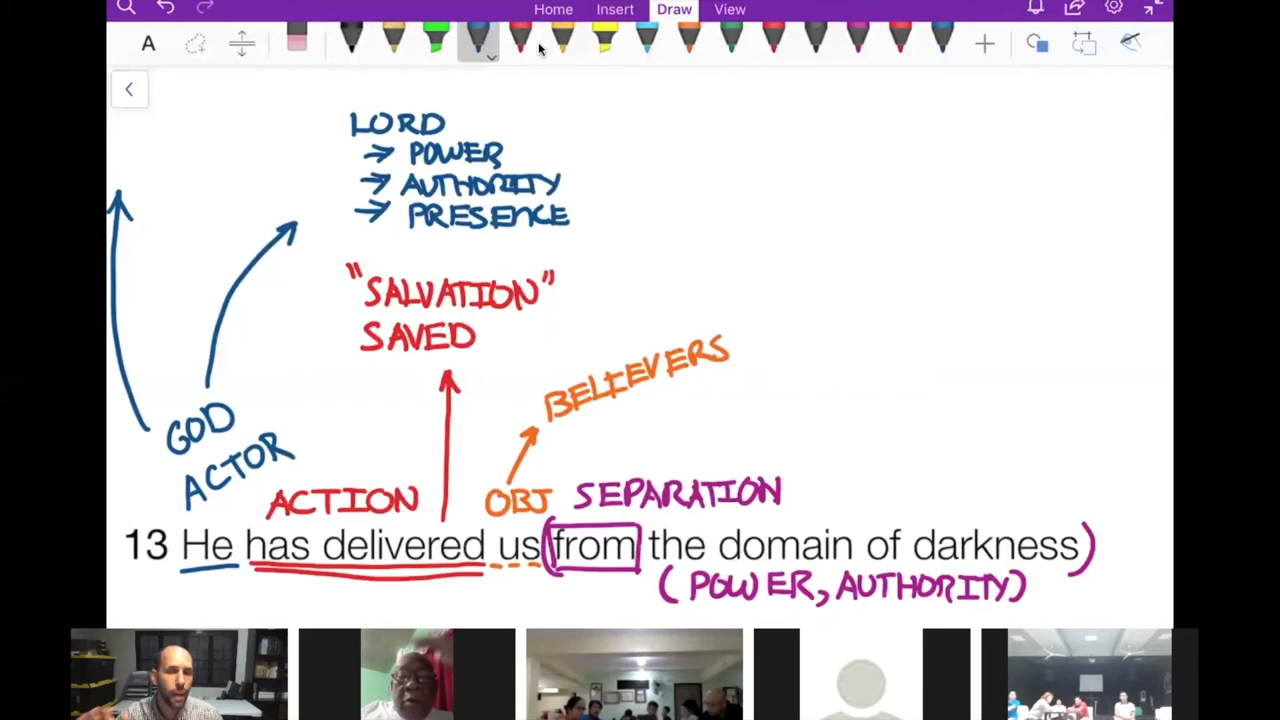 Home Insert Draw View
A
LORD
→ POWER
→ AUTHORITY
→ PRESENCE
"SALVATION"
SAVED
BELIEVERS
GOD
ACTOR
ACTION OBJ SEPARATION
13 He has delivered us (from the domain of darkness)
(POWER, AUTHORITY)